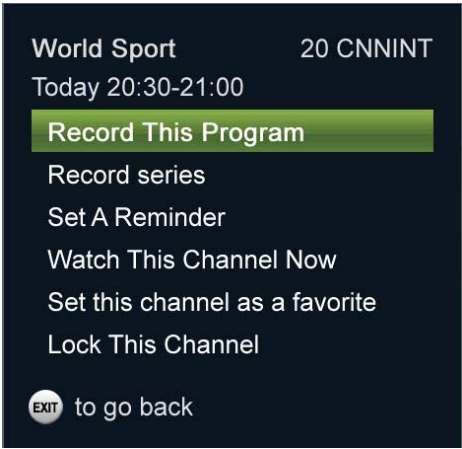 World Sport 20 CNNINT
Today 20:30-21:00
Record This Program
Record series
Set A Reminder
Watch This Channel Now
Set this channel as a favorite
Lock This Channel
EXIT to go back